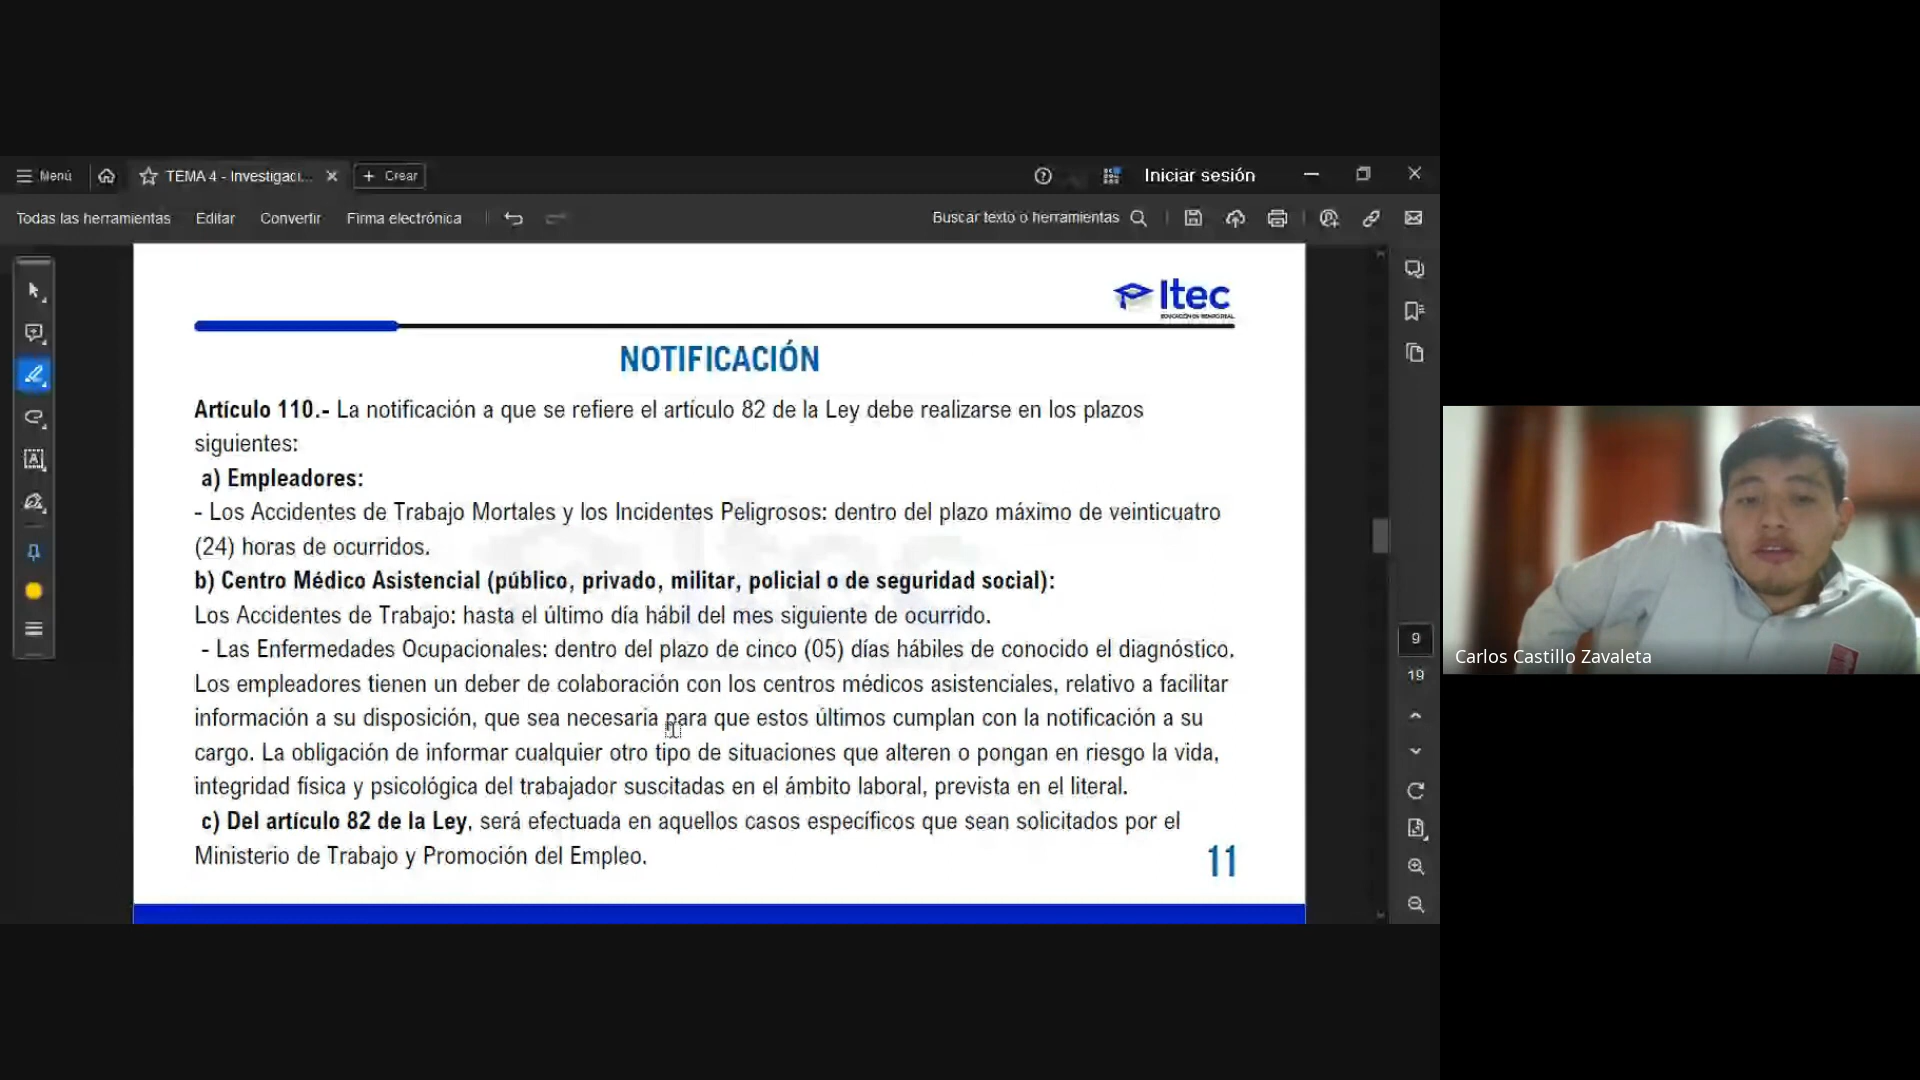 Menú
TEMA 4 - Investigaci...
+ Crear
Iniciar sesión
Todas las herramientas
Editar
Convertir
Firma electrónica
Buscar texto o herramientas
Itec
EDUCACIÓN EN TIEMPO REAL
NOTIFICACIÓN
Artículo 110.- La notificación a que se refiere el artículo 82 de la Ley debe realizarse en los plazos
siguientes:
a) Empleadores:
- Los Accidentes de Trabajo Mortales y los Incidentes Peligrosos: dentro del plazo máximo de veinticuatro
(24) horas de ocurridos.
b) Centro Médico Asistencial (público, privado, militar, policial o de seguridad social):
Los Accidentes de Trabajo: hasta el último día hábil del mes siguiente de ocurrido.
- Las Enfermedades Ocupacionales: dentro del plazo de cinco (05) días hábiles de conocido el diagnóstico.
Los empleadores tienen un deber de colaboración con los centros médicos asistenciales, relativo a facilitar
información a su disposición, que sea necesaria para que estos últimos cumplan con la notificación a su
cargo. La obligación de informar cualquier otro tipo de situaciones que alteren o pongan en riesgo la vida,
integridad física y psicológica del trabajador suscitadas en el ámbito laboral, prevista en el literal.
c) Del artículo 82 de la Ley, será efectuada en aquellos casos específicos que sean solicitados por el
Ministerio de Trabajo y Promoción del Empleo.
11
9
19
Carlos Castillo Zavaleta